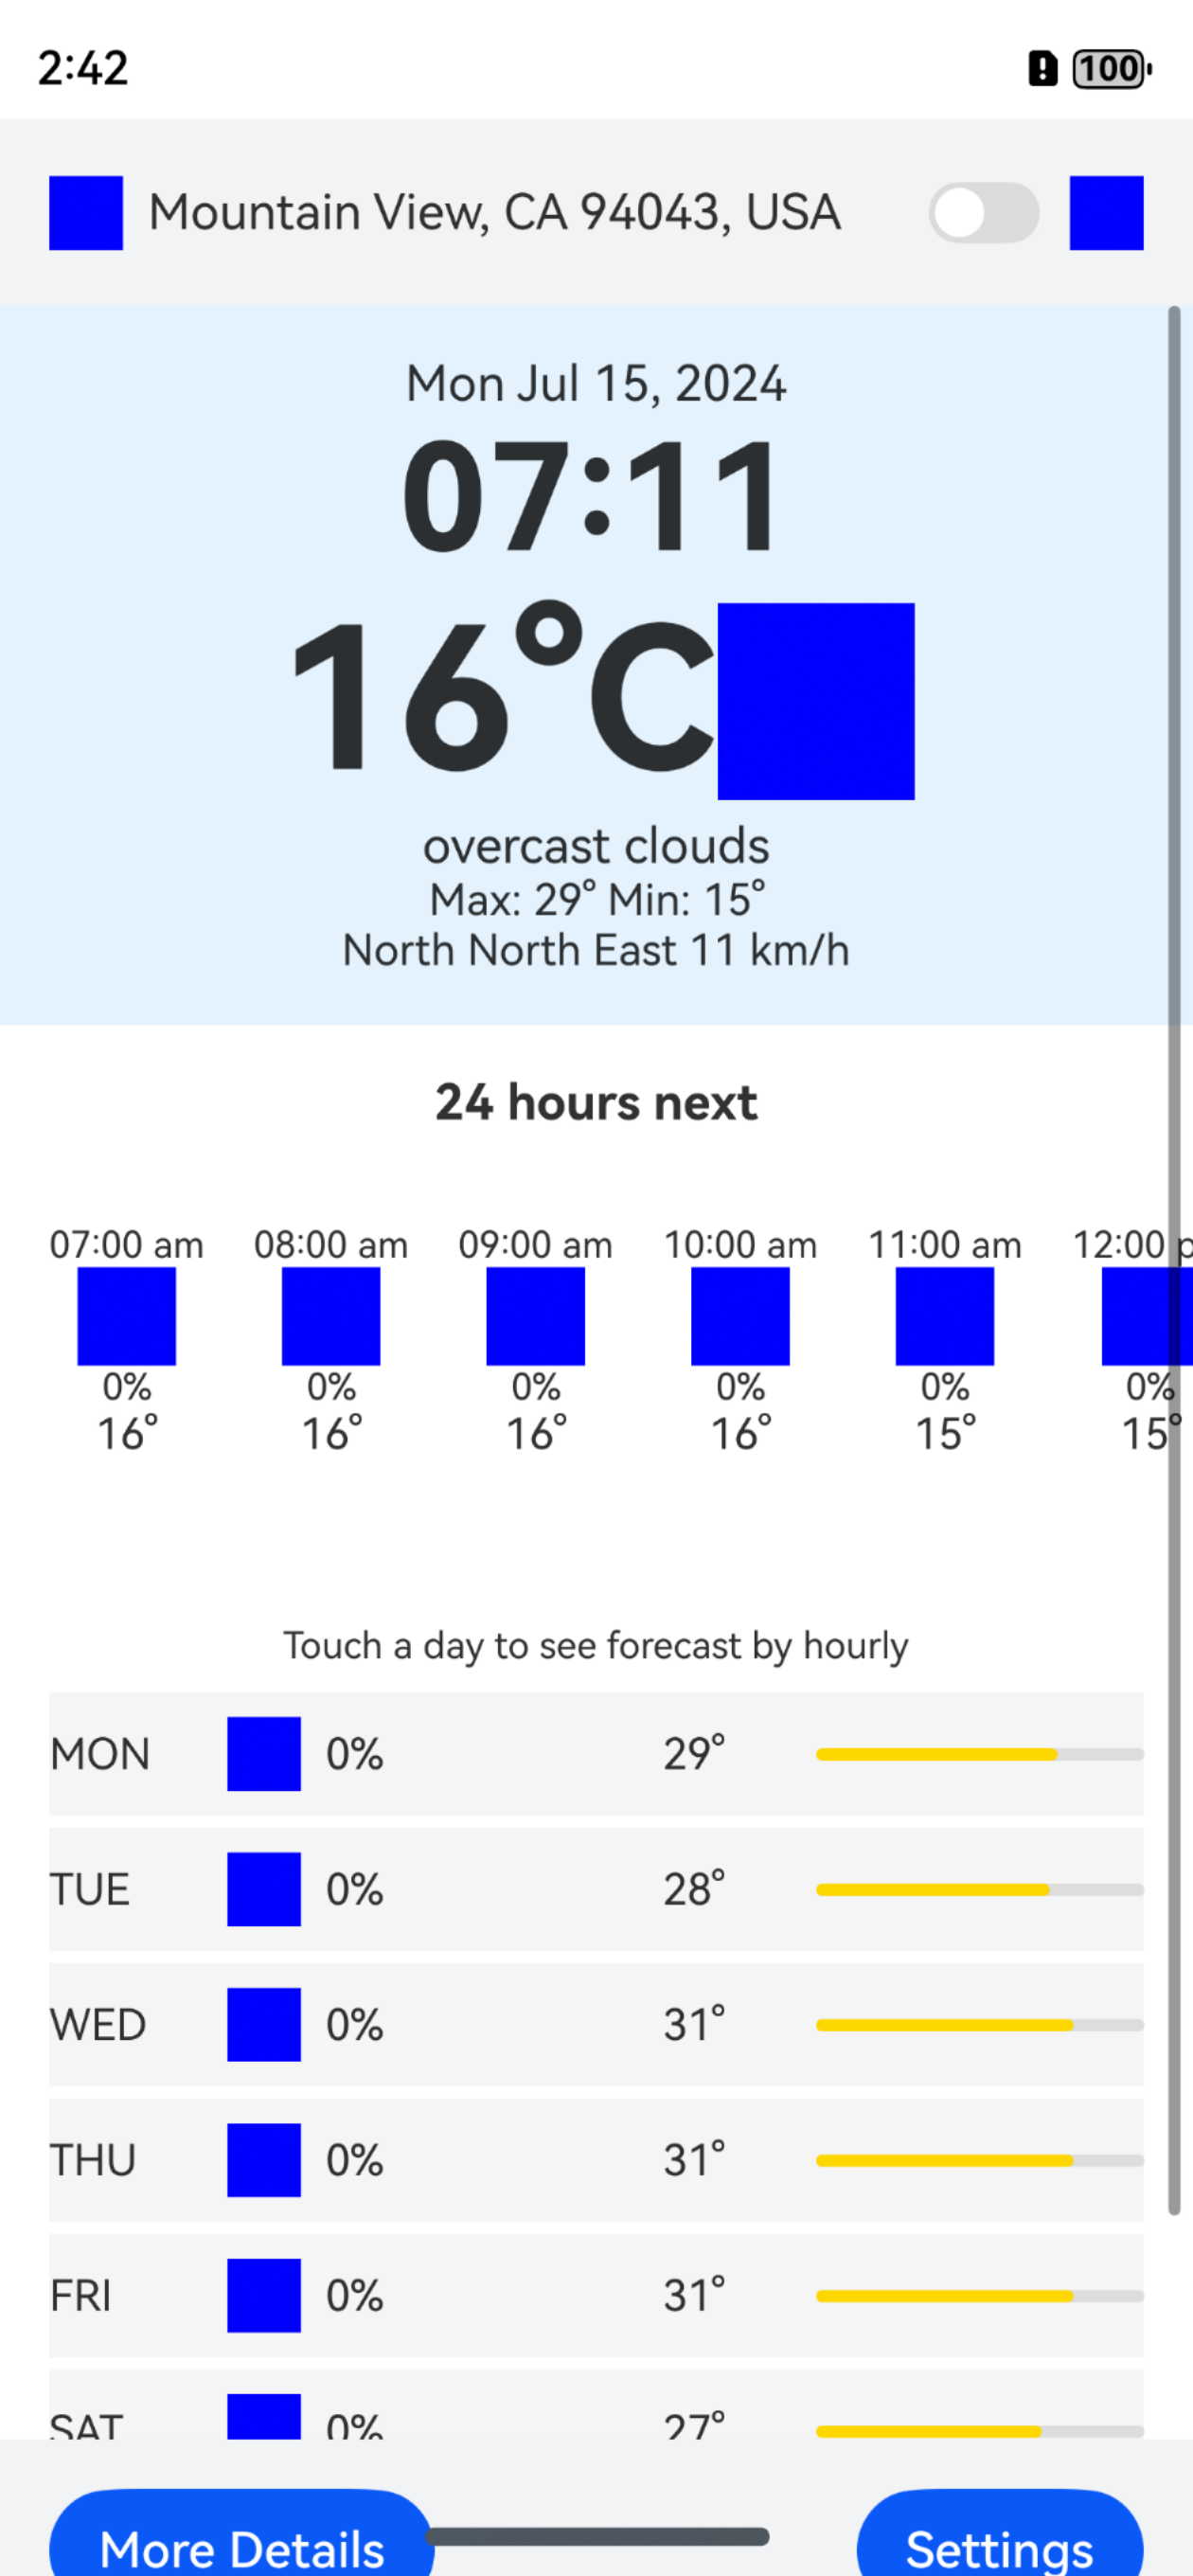 2:42
100
Mountain View, CA 94043, USA
Mon Jul 15, 2024
07:11
16°C
overcast clouds
Max: 29° Min: 15°
North North East 11 km/h
24 hours next
07:00 am 08:00 am 09:00 am 10:00 am 11:00 am 12:00 p
0% 0% 0% 0% 0% 0%
16° 16° 16° 16° 15° 15°
Touch a day to see forecast by hourly
MON 0% 29°
TUE 0% 28°
WED 0% 31°
THU 0% 31°
FRI 0% 31°
SAT 0% 27°
More Details Settings